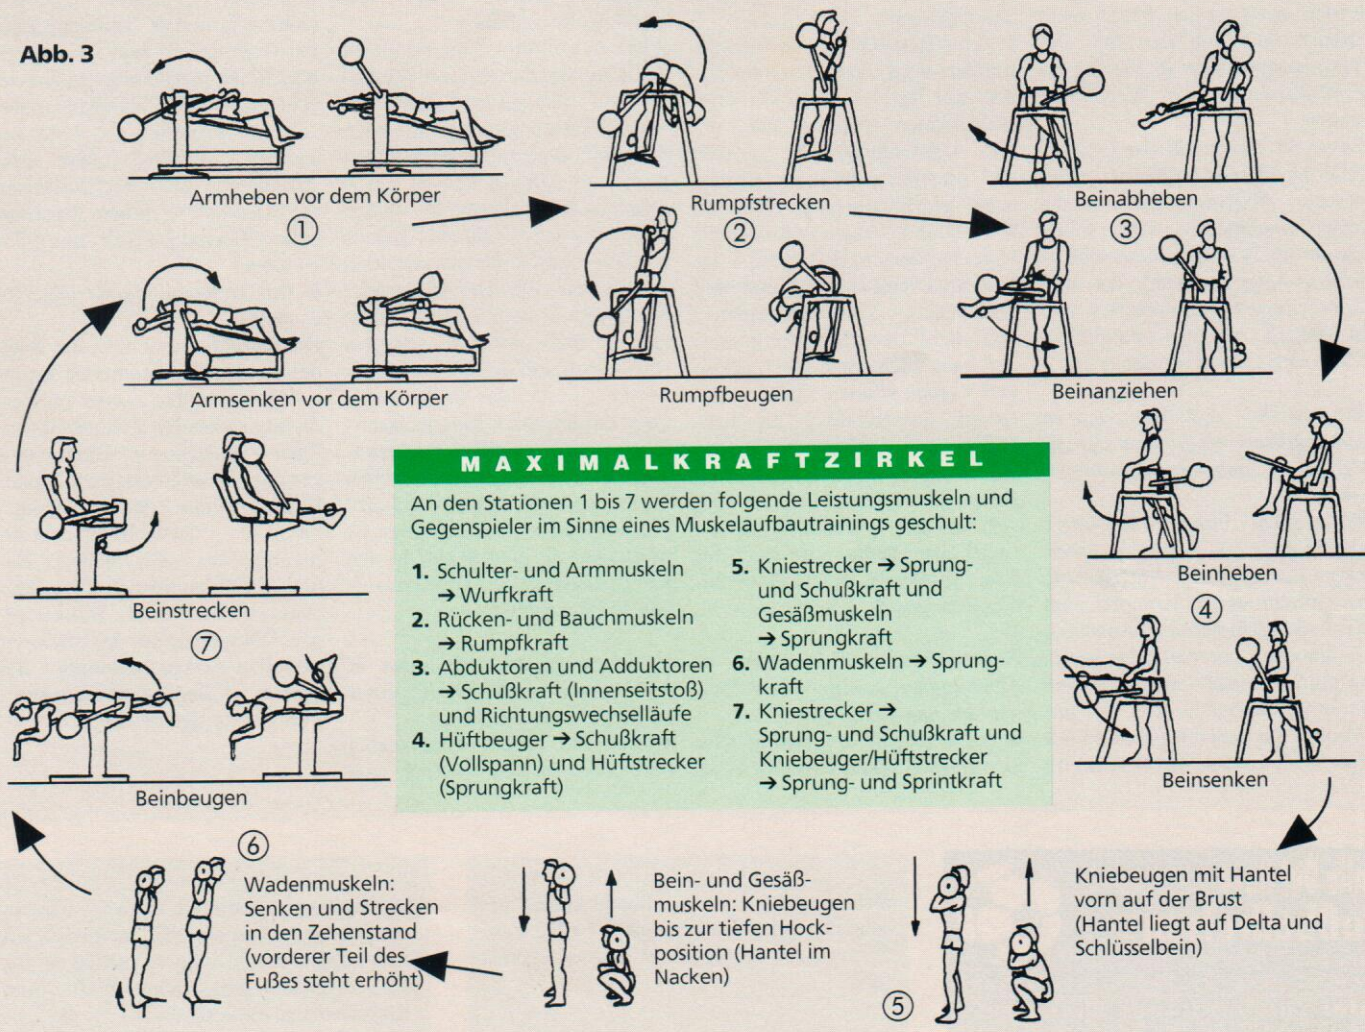 Abb. 3
Armheben vor dem Körper
①
Rumpfstrecken
②
Beinabheben
③
Armsenken vor dem Körper
Rumpfbeugen
Beinanziehen
MAXIMALKRAFTZIRKEL
An den Stationen 1 bis 7 werden folgende Leistungsmuskeln und
Gegenspieler im Sinne eines Muskelaufbautrainings geschult:
1. Schulter- und Armmuskeln
→ Wurfkraft
2. Rücken- und Bauchmuskeln
→ Rumpfkraft
3. Abduktoren und Adduktoren
→ Schußkraft (Innenseitstoß)
und Richtungswechselläufe
4. Hüftbeuger → Schußkraft
(Vollspann) und Hüftstrecker
(Sprungkraft)
5. Kniestrecker → Sprung-
und Schußkraft und
Gesäßmuskeln
→ Sprungkraft
6. Wadenmuskeln → Sprung-
kraft
7. Kniestrecker →
Sprung- und Schußkraft und
Kniebeuger/Hüftstrecker
→ Sprung- und Sprintkraft
Beinheben
④
Beinsenken
Beinstrecken
⑦
Beinbeugen
⑥
Wadenmuskeln:
Senken und Strecken
in den Zehenstand
(vorderer Teil des
Fußes steht erhöht)
Bein- und Gesäß-
muskeln: Kniebeugen
bis zur tiefen Hock-
position (Hantel im
Nacken)
⑤
Kniebeugen mit Hantel
vorn auf der Brust
(Hantel liegt auf Delta und
Schlüsselbein)